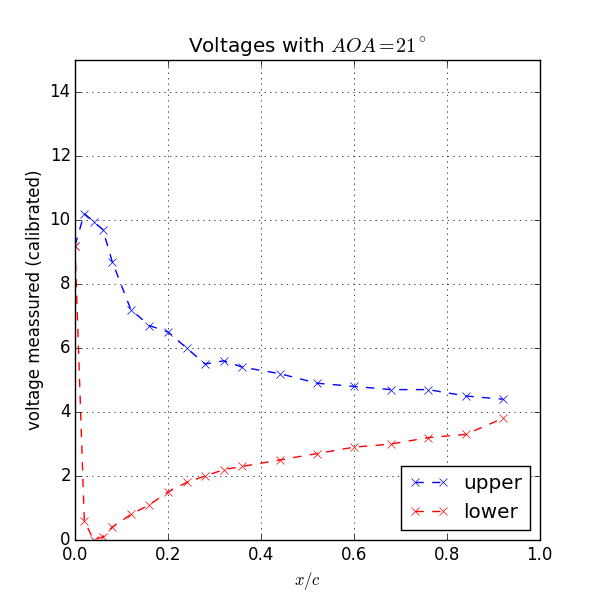 Voltages with AOA=21°
voltage meassured (calibrated)
14
12
10
8
6
4
2
0
0.0 0.2 0.4 0.6 0.8 1.0
x/c
upper
lower